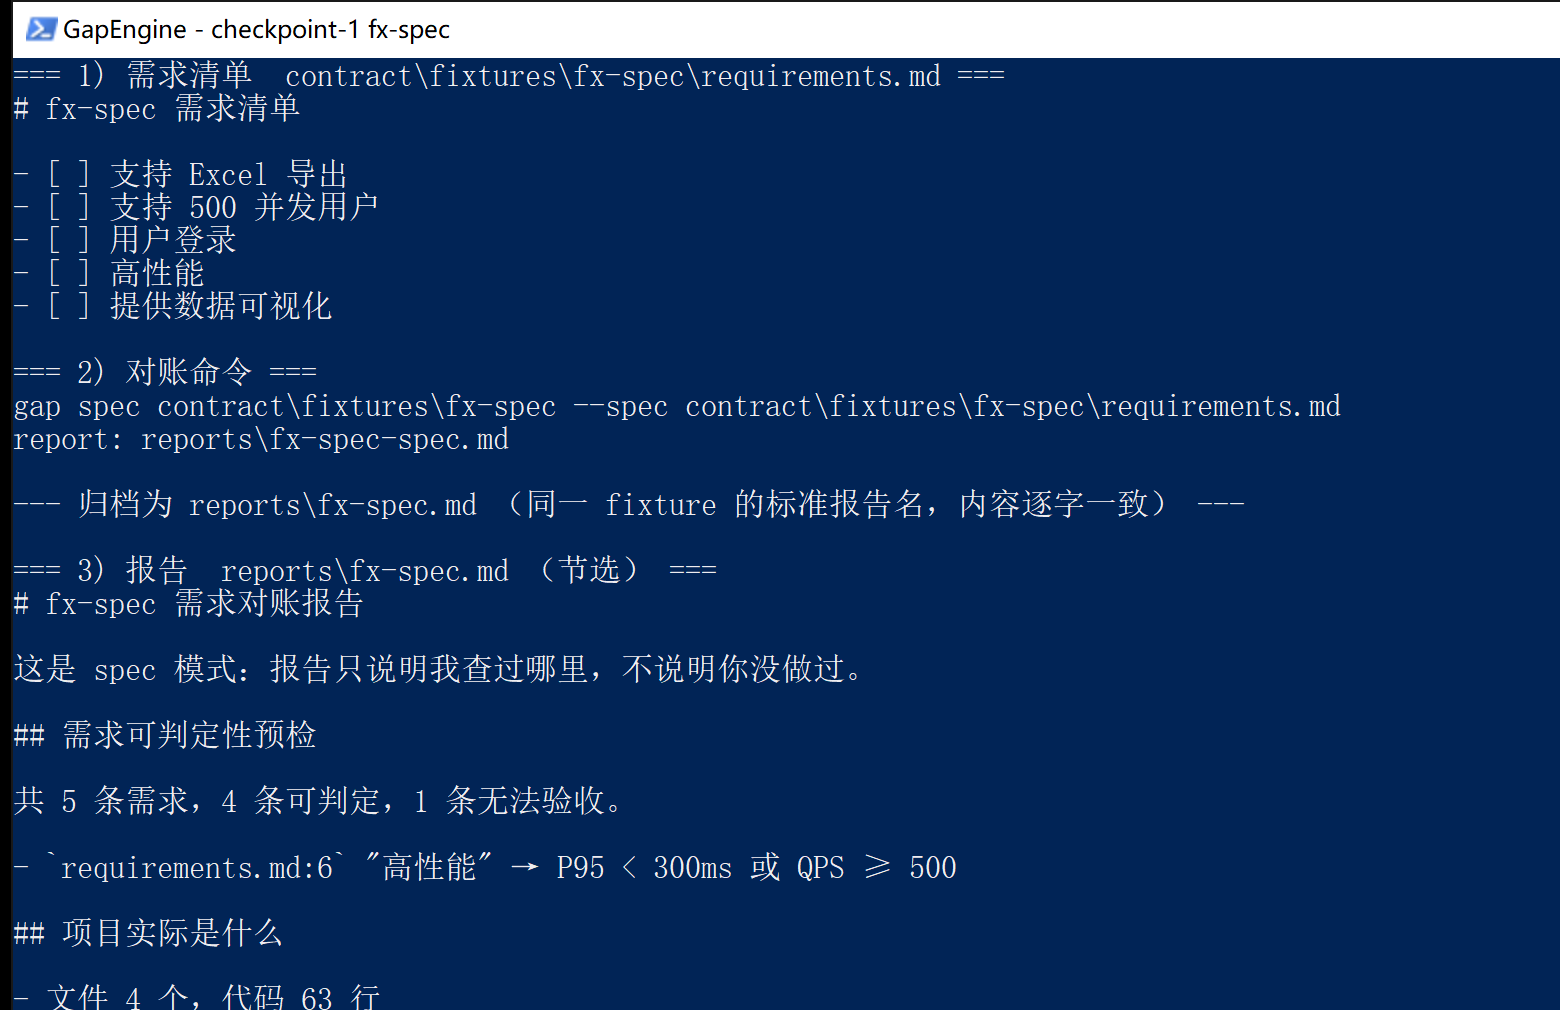 GapEngine - checkpoint-1 fx-spec
=== 1) 需求清单  contract\fixtures\fx-spec\requirements.md ===
# fx-spec 需求清单
- [ ] 支持 Excel 导出
- [ ] 支持 500 并发用户
- [ ] 用户登录
- [ ] 高性能
- [ ] 提供数据可视化
=== 2) 对账命令 ===
gap spec contract\fixtures\fx-spec --spec contract\fixtures\fx-spec\requirements.md
report: reports\fx-spec-spec.md
--- 归档为 reports\fx-spec.md （同一 fixture 的标准报告名，内容逐字一致） ---
=== 3) 报告  reports\fx-spec.md （节选） ===
# fx-spec 需求对账报告
这是 spec 模式：报告只说明我查过哪里，不说明你没做过。
## 需求可判定性预检
共 5 条需求，4 条可判定，1 条无法验收。
- `requirements.md:6` "高性能" → P95 < 300ms 或 QPS ≥ 500
## 项目实际是什么
- 文件 4 个，代码 63 行